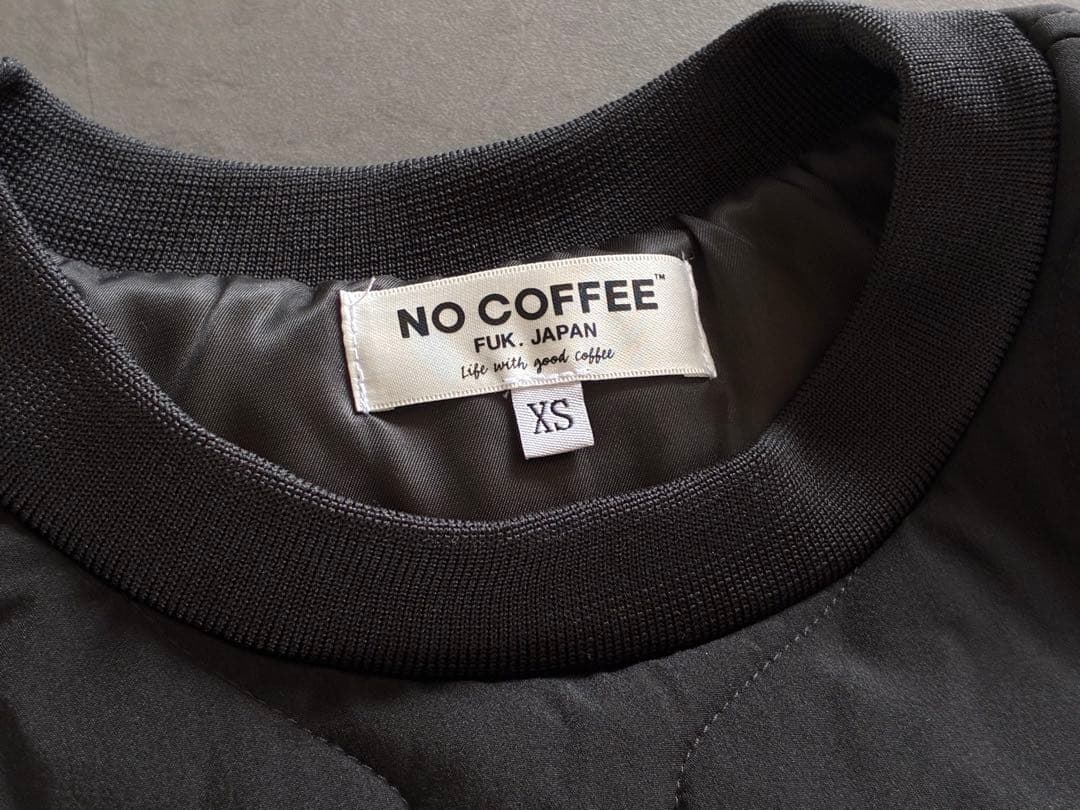 NO COFFEE™
FUK. JAPAN
Life with good coffee
XS